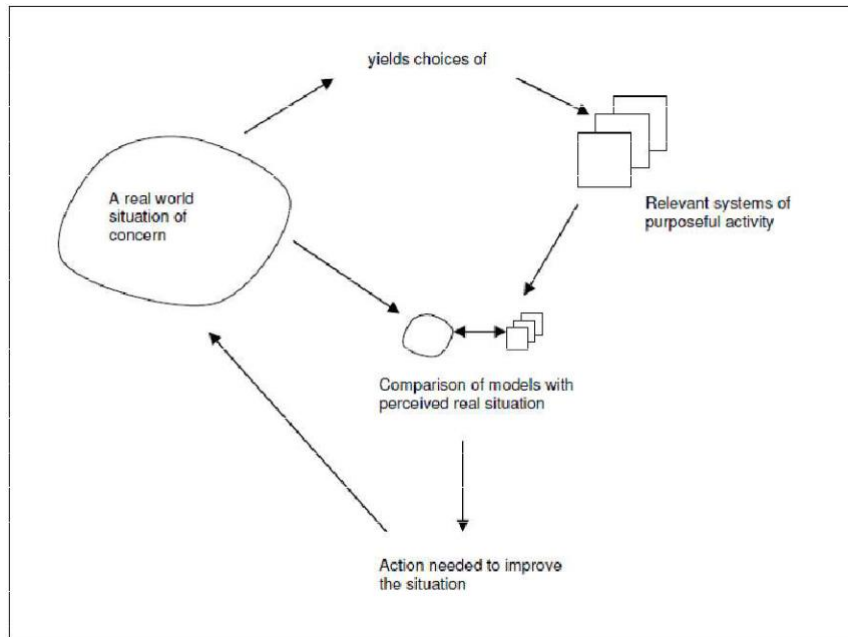 yields choices of
A real world
situation of
concern
Relevant systems of
purposeful activity
Comparison of models with
perceived real situation
Action needed to improve
the situation